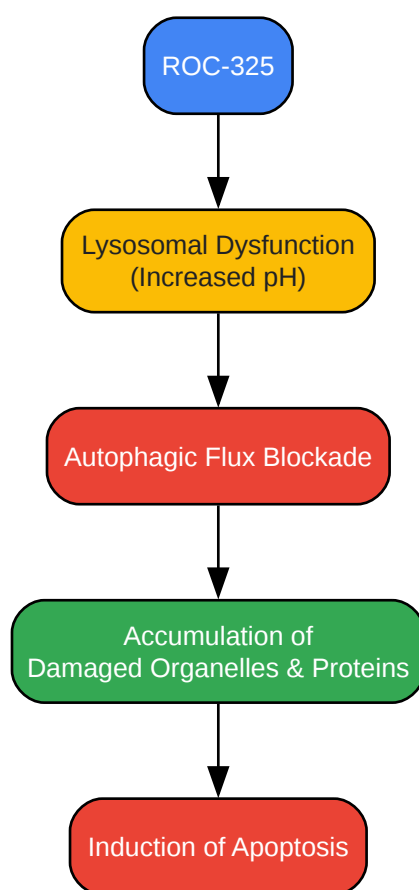 ROC-325
Lysosomal Dysfunction
(Increased pH)
Autophagic Flux Blockade
Accumulation of
Damaged Organelles & Proteins
Induction of Apoptosis